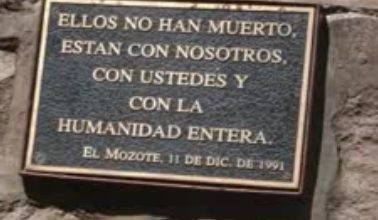 ELLOS NO HAN MUERTO,
ESTAN CON NOSOTROS,
CON USTEDES Y
CON LA
HUMANIDAD ENTERA.
EL MOZOTE, 11 DE DIC. DE 1991